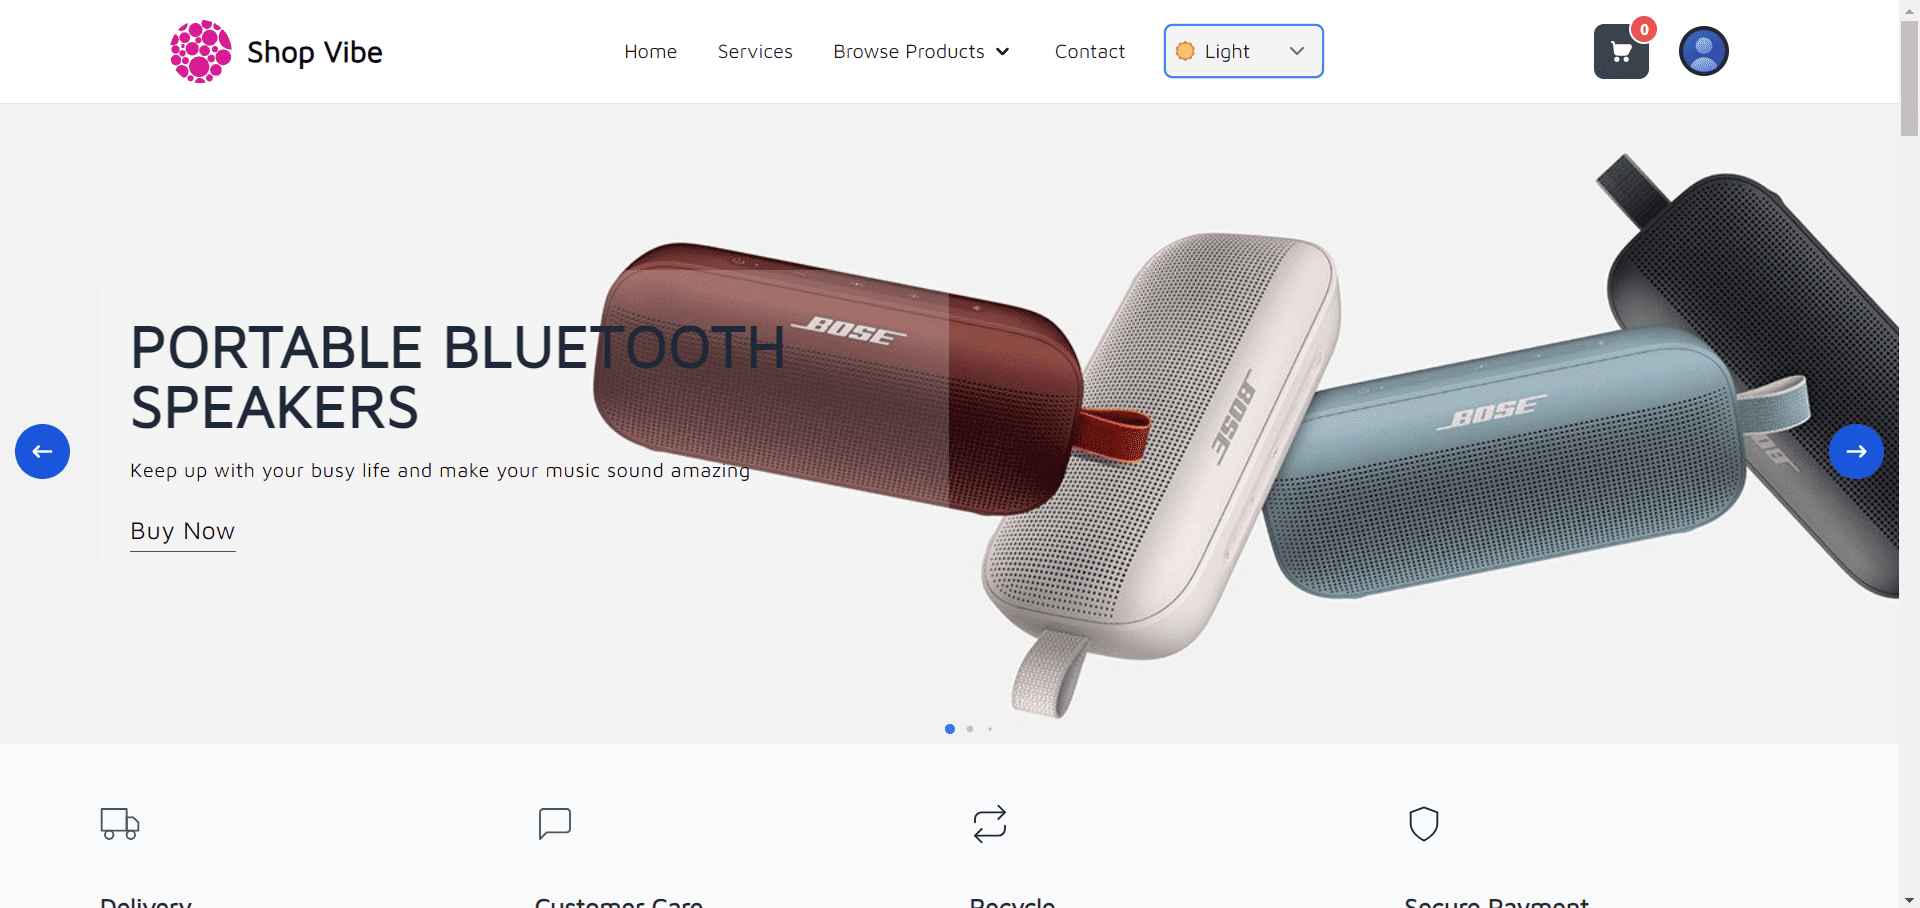 Shop Vibe
Home
Services
Browse Products
Contact
Light
0
PORTABLE BLUETOOTH
SPEAKERS
Keep up with your busy life and make your music sound amazing
Buy Now
BOSE
BOSE
BOSE
BOSE
Delivery
Customer Care
Recycle
Secure Payment